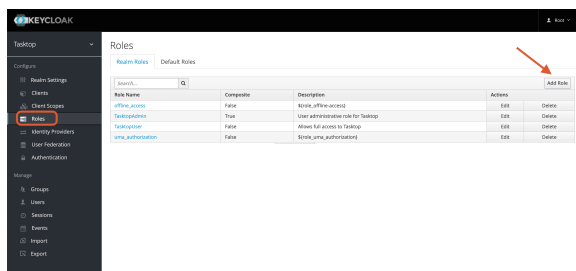 KEYCLOAK
Root
Tasktop
Roles
Realm Roles Default Roles
Configure
Search...
Add Role
Realm Settings
Role Name Composite Description Actions
Clients
offline_access False ${role_offline-access} Edit Delete
Client Scopes
TasktopAdmin True User administrative role for Tasktop Edit Delete
Roles
TasktopUser False Allows full access to Tasktop Edit Delete
Identity Providers
uma_authorization False ${role_uma_authorization} Edit Delete
User Federation
Authentication
Manage
Groups
Users
Sessions
Events
Import
Export